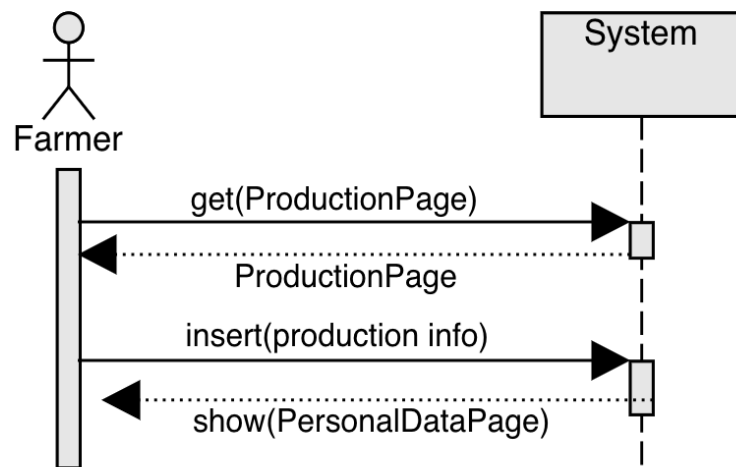 System
Farmer
get(ProductionPage)
ProductionPage
insert(production info)
show(PersonalDataPage)